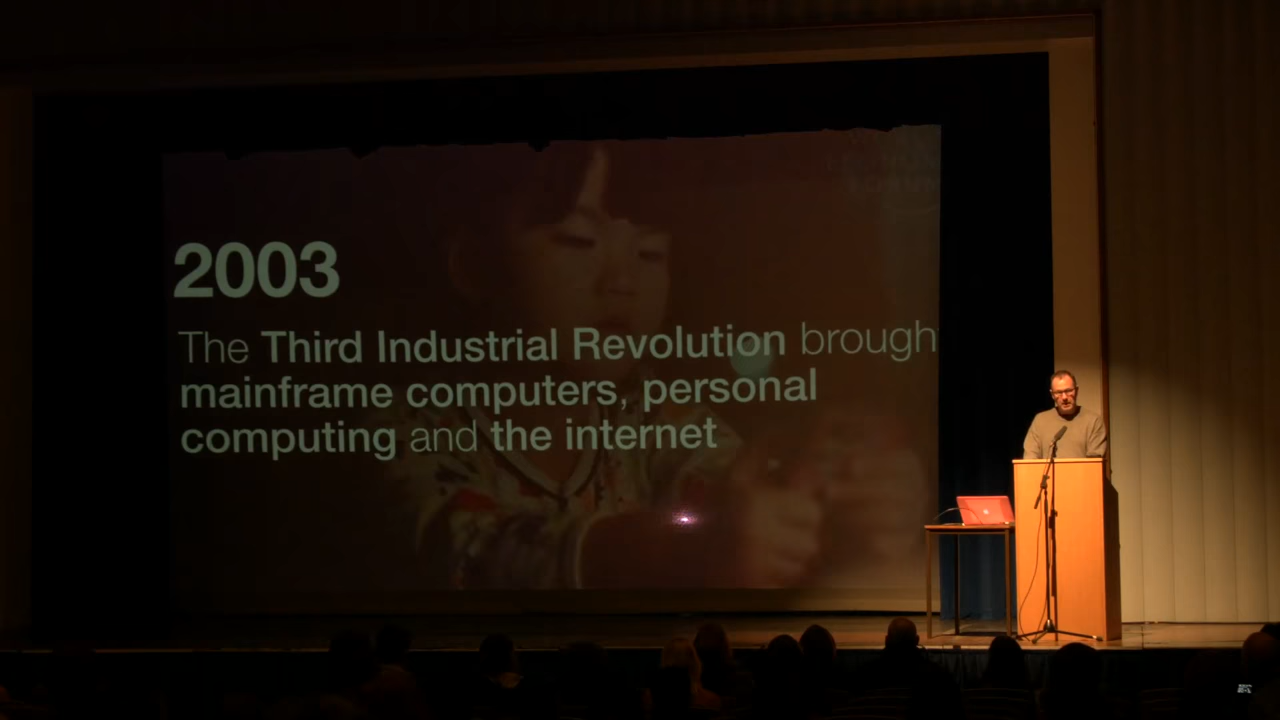 2003
The Third Industrial Revolution brough
mainframe computers, personal
computing and the internet